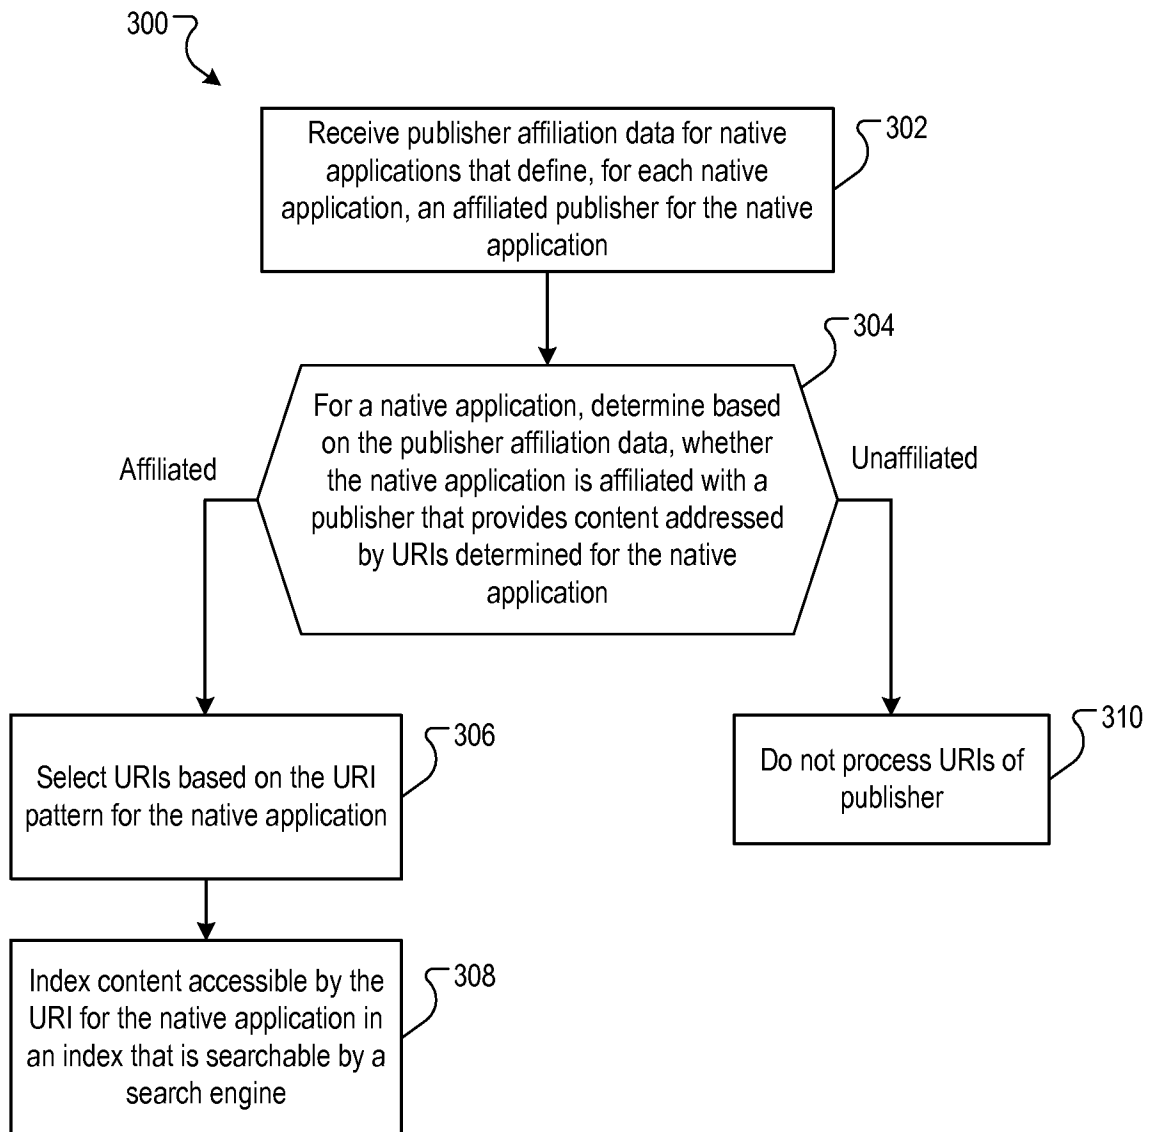 300
Receive publisher affiliation data for native
applications that define, for each native
application, an affiliated publisher for the native
application
302
304
For a native application, determine based
on the publisher affiliation data, whether
the native application is affiliated with a
publisher that provides content addressed
by URIs determined for the native
application
Affiliated
Unaffiliated
306
Select URIs based on the URI
pattern for the native application
310
Do not process URIs of
publisher
308
Index content accessible by the
URI for the native application in
an index that is searchable by a
search engine